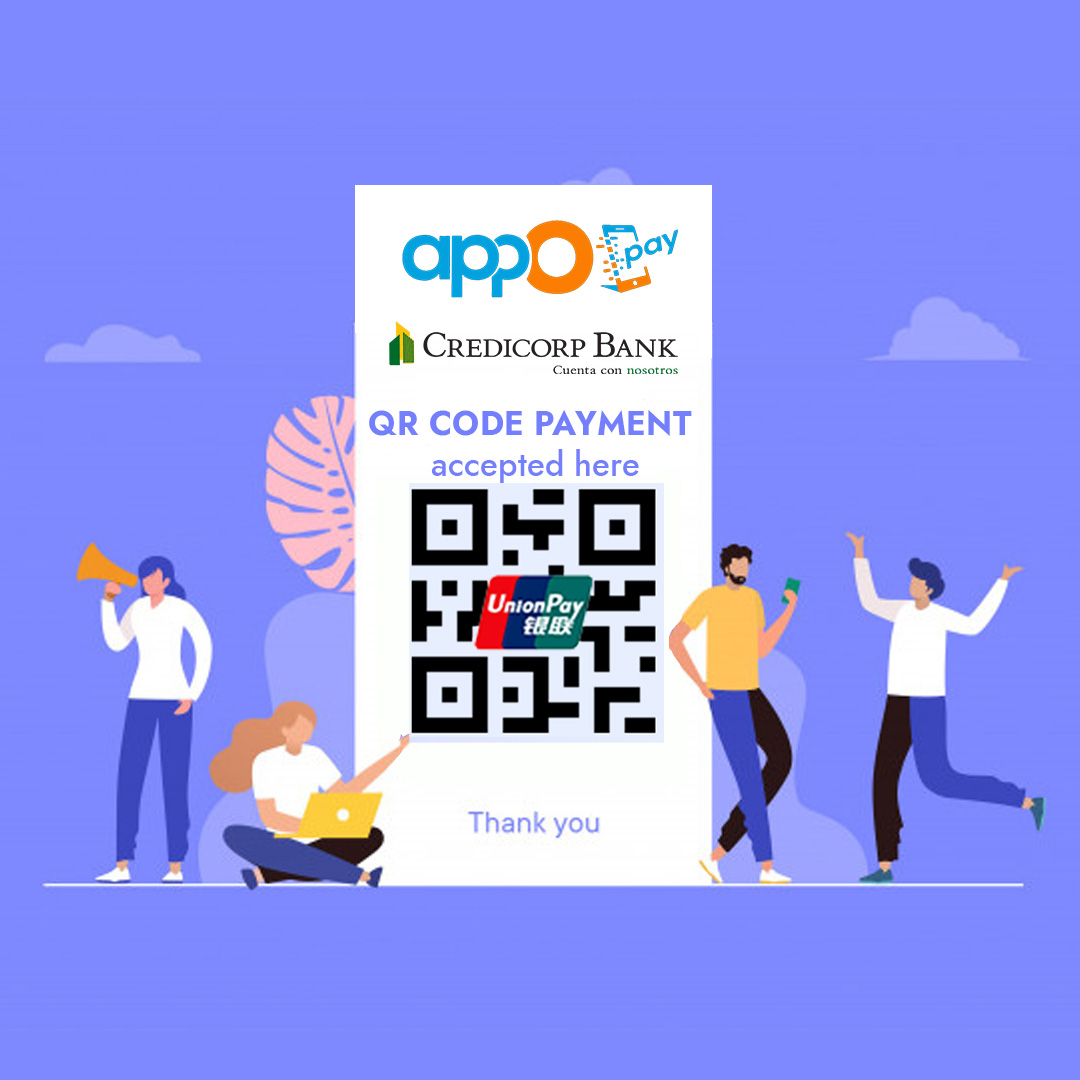 appO pay
CREDICORP BANK
Cuenta con nosotros
QR CODE PAYMENT
accepted here
UnionPay
银联
Thank you